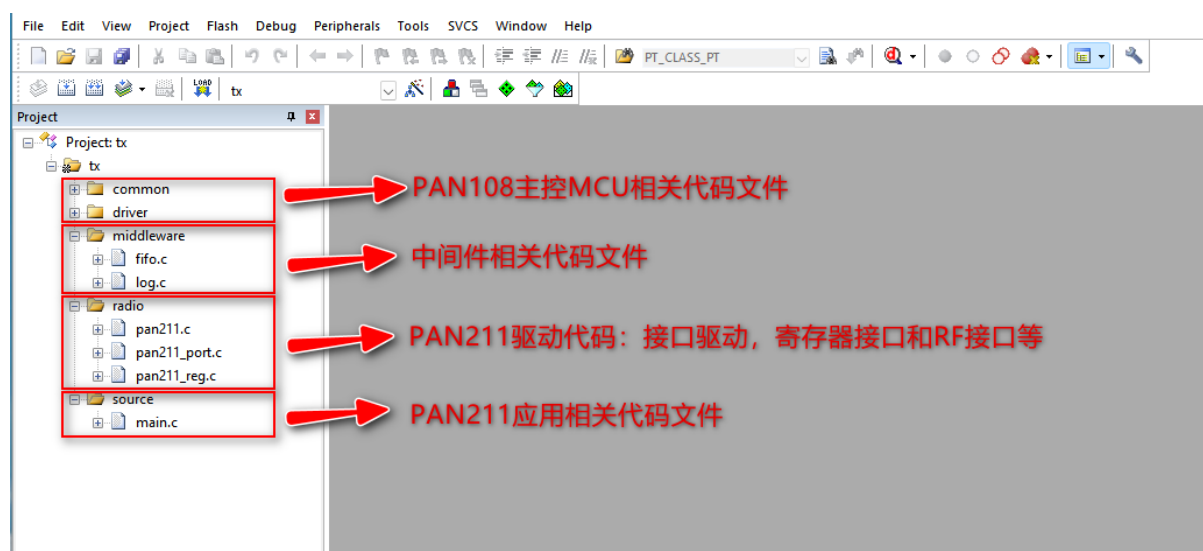 File Edit View Project Flash Debug Peripherals Tools SVCS Window Help
PT_CLASS_PT
LOAD
tx
Project
Project: tx
tx
common
PAN108主控MCU相关代码文件
driver
middleware
fifo.c
中间件相关代码文件
log.c
radio
pan211.c
PAN211驱动代码：接口驱动，寄存器接口和RF接口等
pan211_port.c
pan211_reg.c
source
PAN211应用相关代码文件
main.c